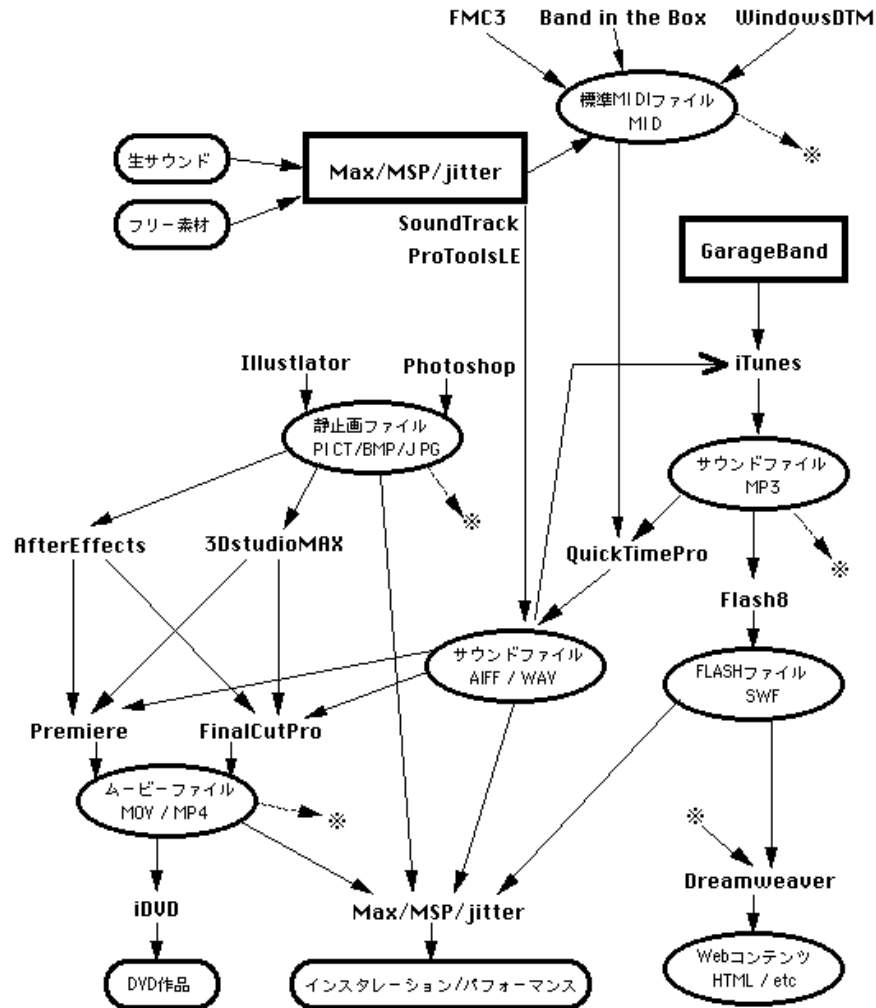 FMC3
Band in the Box
WindowsDTM
標準MIDIファイル
MID
※
生サウンド
Max/MSP/jitter
フリー素材
SoundTrack
ProToolsLE
GarageBand
Illustlator
Photoshop
iTunes
静止画ファイル
PICT/BMP/JPG
サウンドファイル
MP3
※
AfterEffects
3DstudioMAX
QuickTimePro
※
Flash8
サウンドファイル
AIFF / WAV
FLASHファイル
SWF
Premiere
FinalCutPro
ムービーファイル
MOV / MP4
※
※
Dreamweaver
iDVD
Max/MSP/jitter
DVD作品
インスタレーション/パフォーマンス
Webコンテンツ
HTML / etc